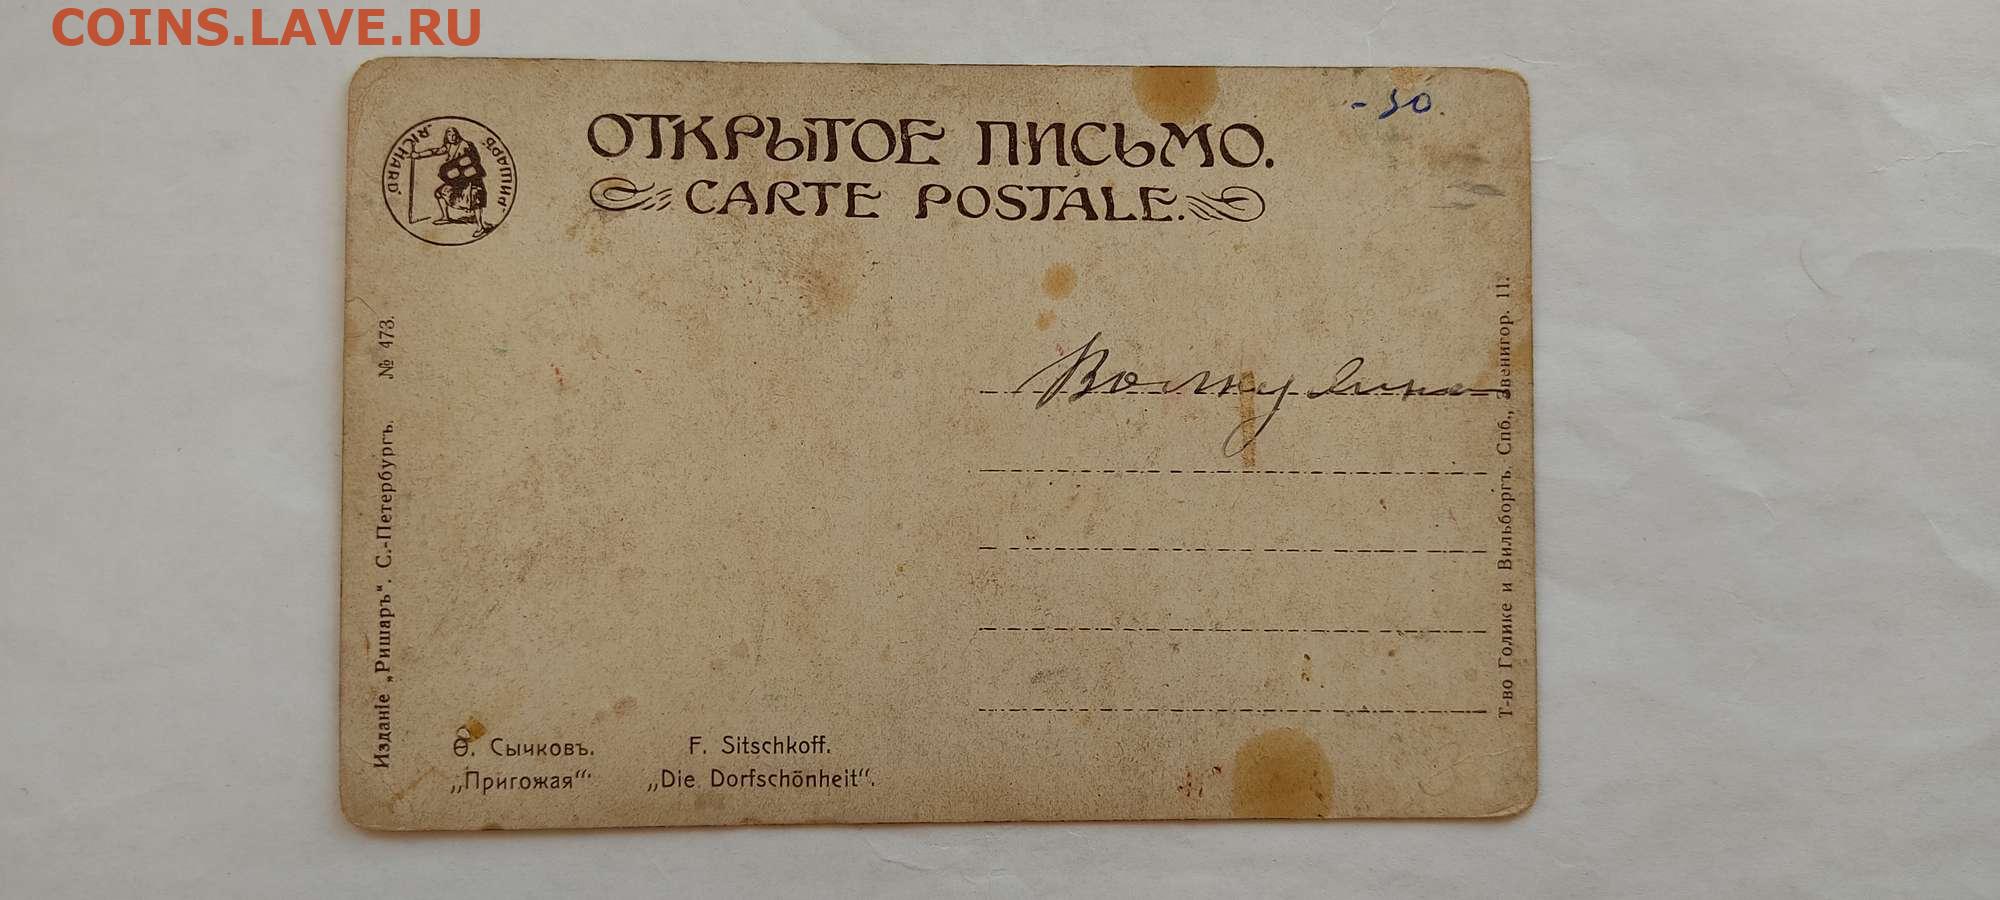 COINS.LAVE.RU
-30.
ОТКРЫТОЕ ПИСЬМО.
CARTE POSTALE.
"RICHARD" "РИШАРЪ"
Изданіе „Ришаръ“. С.-Петербургъ. № 473.
Ѳ. Сычковъ.
„Пригожая“.
F. Sitschkoff.
„Die Dorfschönheit“.
Т-во Голике и Вильборгъ. Спб., Звенигор. 11.